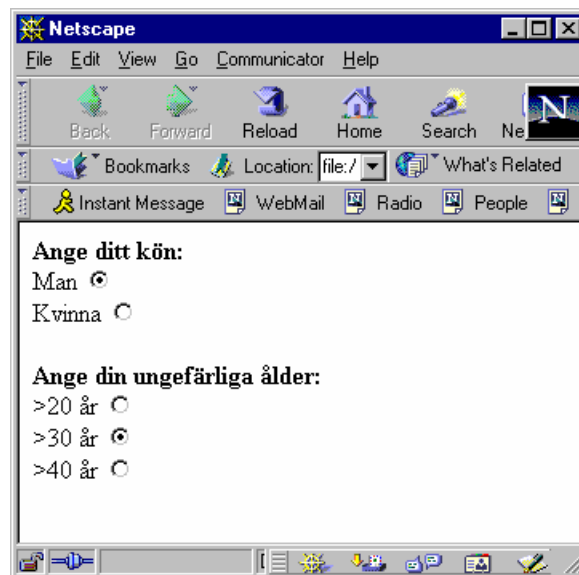 Netscape
File Edit View Go Communicator Help
Back Forward Reload Home Search Ne N
Bookmarks Location: file:/ What's Related
Instant Message WebMail Radio People
Ange ditt kön:
Man
Kvinna
Ange din ungefärliga ålder:
>20 år
>30 år
>40 år